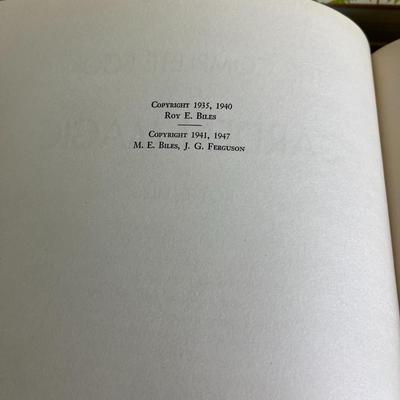 Copyright 1935, 1940
Roy E. Biles
Copyright 1941, 1947
M. E. Biles, J. G. Ferguson